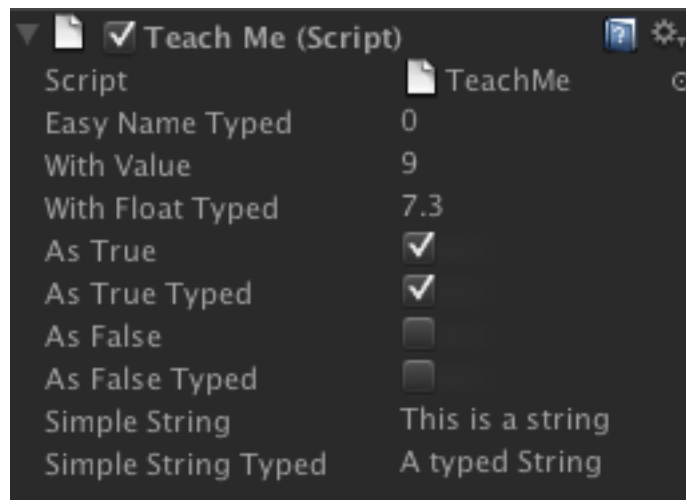 Teach Me (Script)
Script TeachMe
Easy Name Typed 0
With Value 9
With Float Typed 7.3
As True
As True Typed
As False
As False Typed
Simple String This is a string
Simple String Typed A typed String